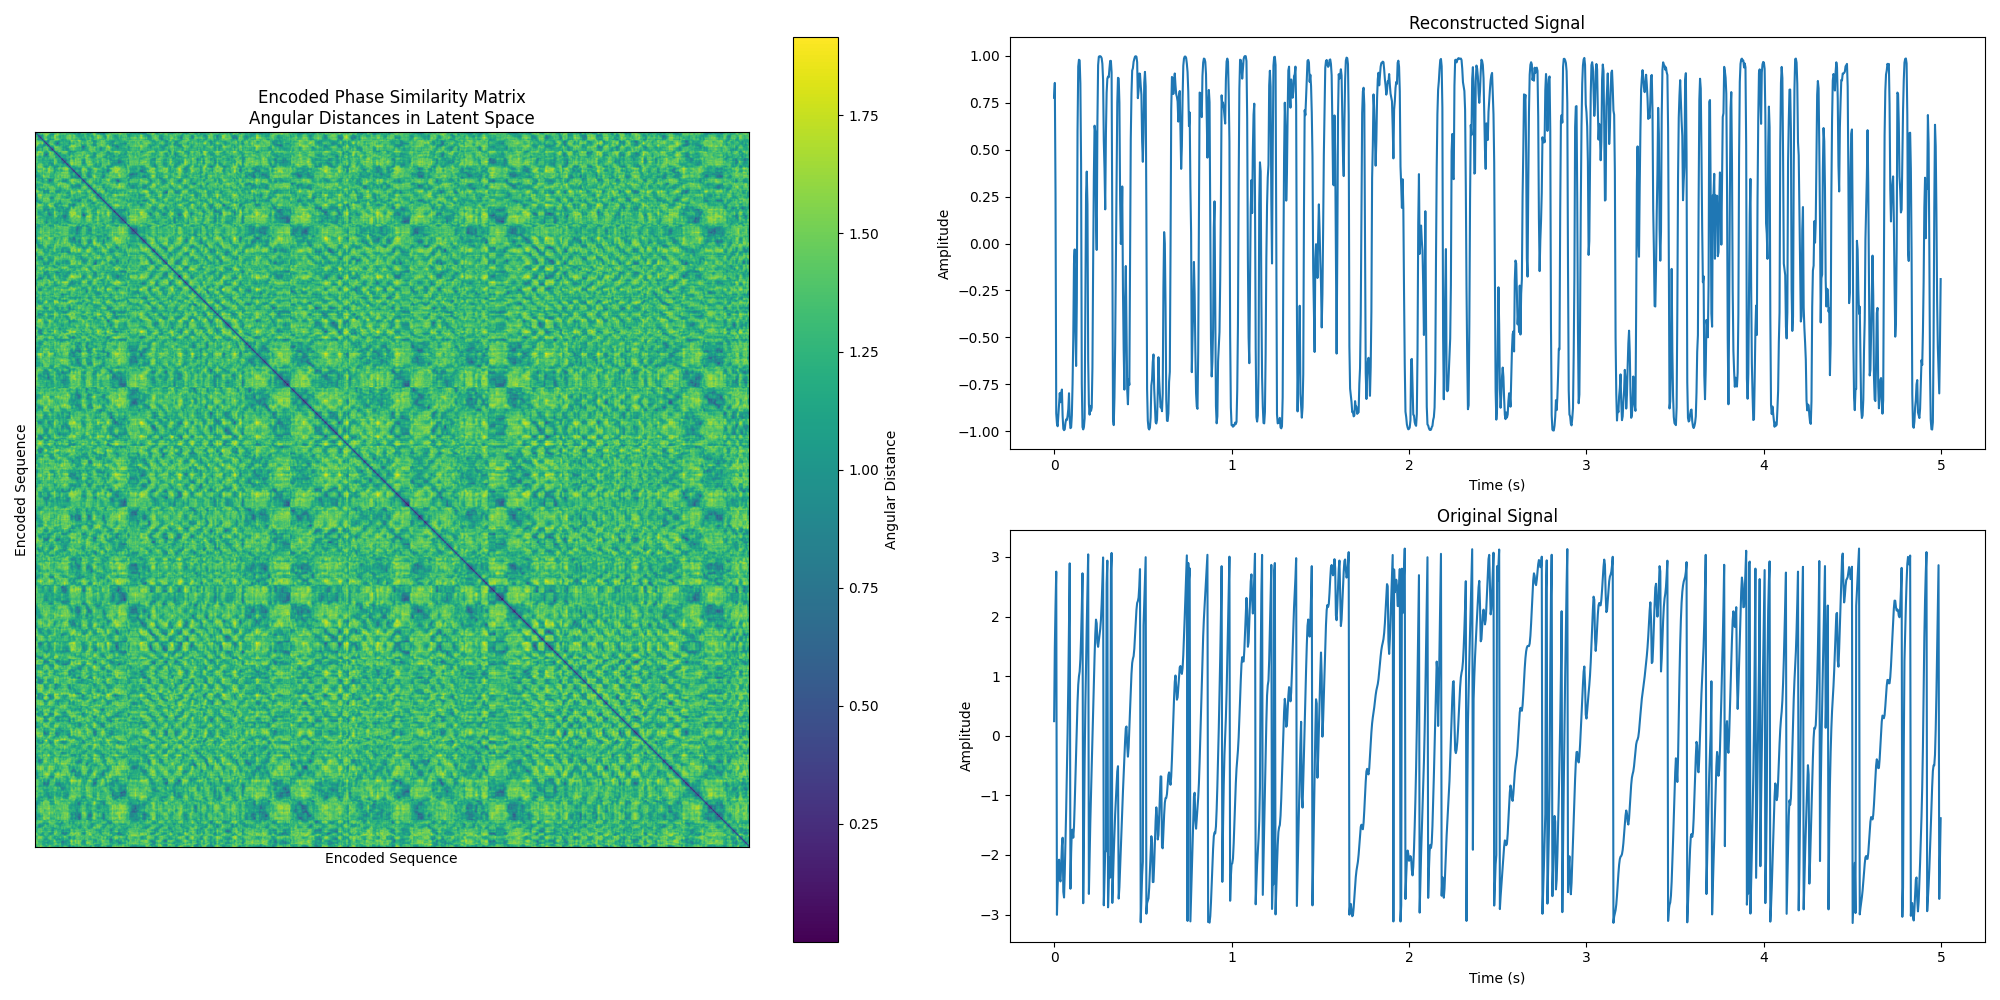 Encoded Phase Similarity Matrix
Angular Distances in Latent Space
Encoded Sequence
Encoded Sequence
1.75
1.50
1.25
1.00
0.75
0.50
0.25
Angular Distance
Reconstructed Signal
Amplitude
1.00
0.75
0.50
0.25
0.00
−0.25
−0.50
−0.75
−1.00
0 1 2 3 4 5
Time (s)
Original Signal
Amplitude
3
2
1
0
−1
−2
−3
0 1 2 3 4 5
Time (s)